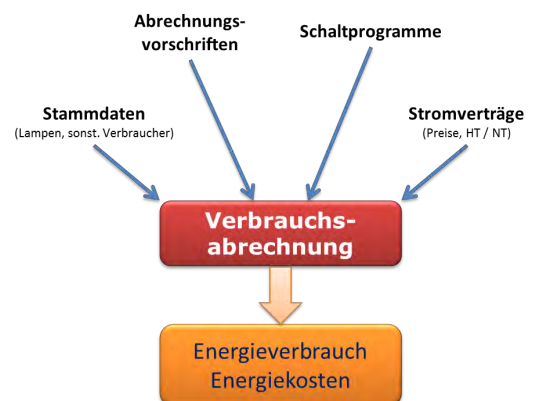 Abrechnungs-
vorschriften
Schaltprogramme
Stammdaten
(Lampen, sonst. Verbraucher)
Stromverträge
(Preise, HT / NT)
Verbrauchs-
abrechnung
Energieverbrauch
Energiekosten